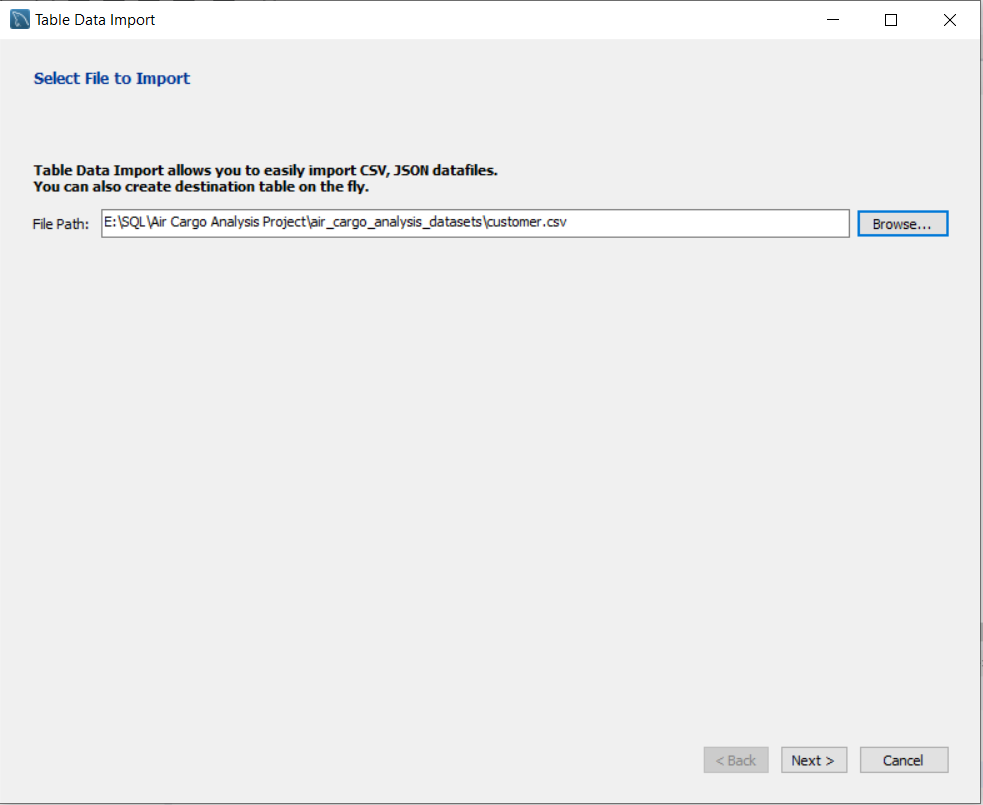 Table Data Import
Select File to Import
Table Data Import allows you to easily import CSV, JSON datafiles.
You can also create destination table on the fly.
File Path: E:\SQL\Air Cargo Analysis Project\air_cargo_analysis_datasets\customer.csv Browse...
< Back Next > Cancel